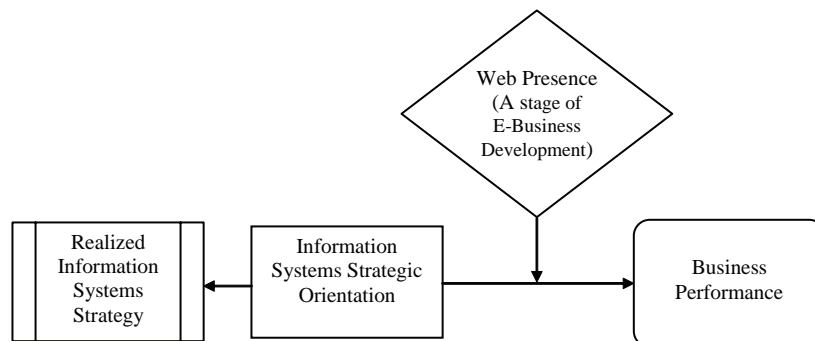 Web Presence
(A stage of
E-Business
Development)
Realized
Information
Systems
Strategy
Information
Systems Strategic
Orientation
Business
Performance